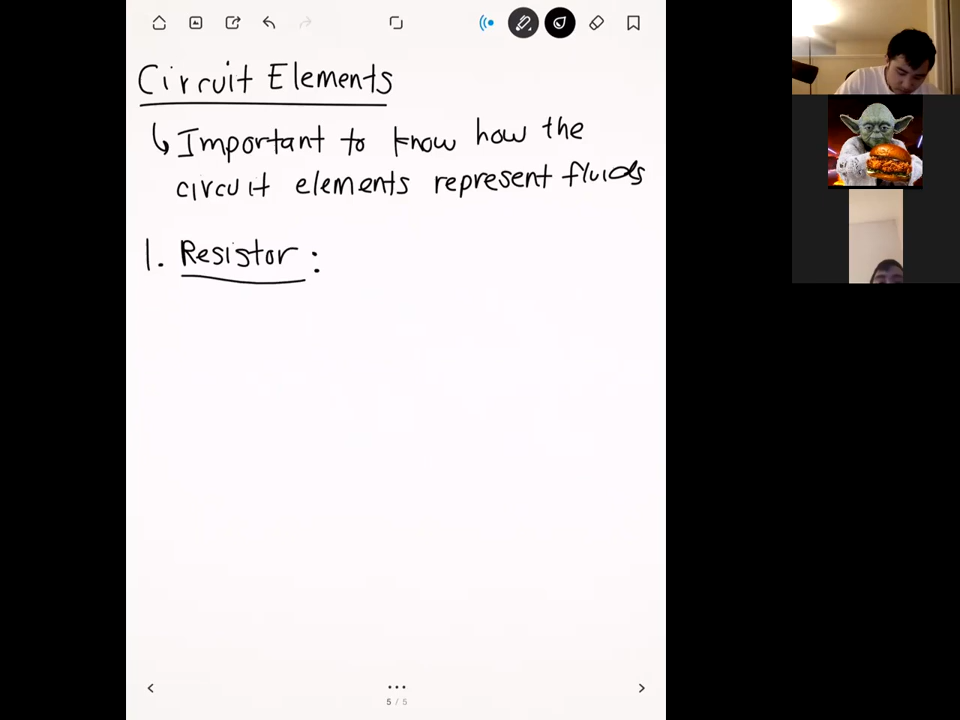 Circuit Elements
↳ Important to know how the
circuit elements represent fluids
1. Resistor:
5 / 5